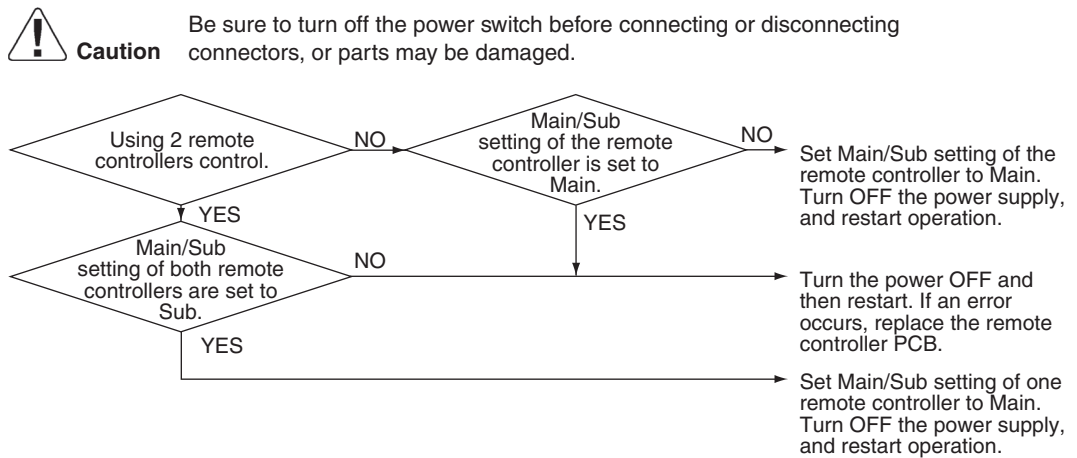 Be sure to turn off the power switch before connecting or disconnecting
Caution connectors, or parts may be damaged.
Using 2 remote
controllers control.
NO
Main/Sub
setting of the remote
controller is set to
Main.
NO
Set Main/Sub setting of the
remote controller to Main.
Turn OFF the power supply,
and restart operation.
YES
YES
Main/Sub
setting of both remote
controllers are set to
Sub.
NO
Turn the power OFF and
then restart. If an error
occurs, replace the remote
controller PCB.
YES
Set Main/Sub setting of one
remote controller to Main.
Turn OFF the power supply,
and restart operation.